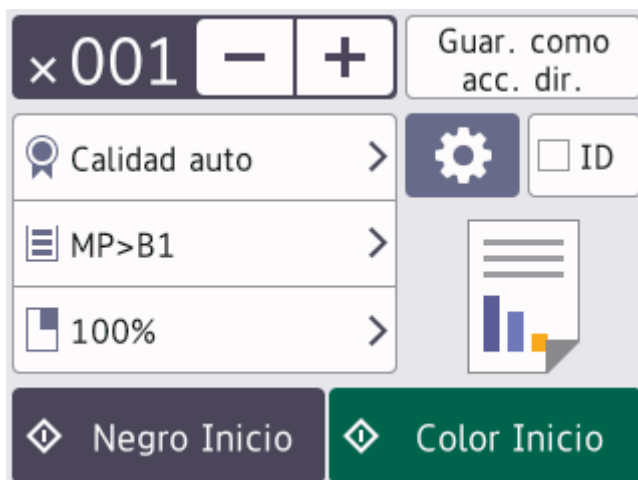 ×001 − +
Guar. como
acc. dir.
Calidad auto
ID
MP>B1
100%
Negro Inicio
Color Inicio